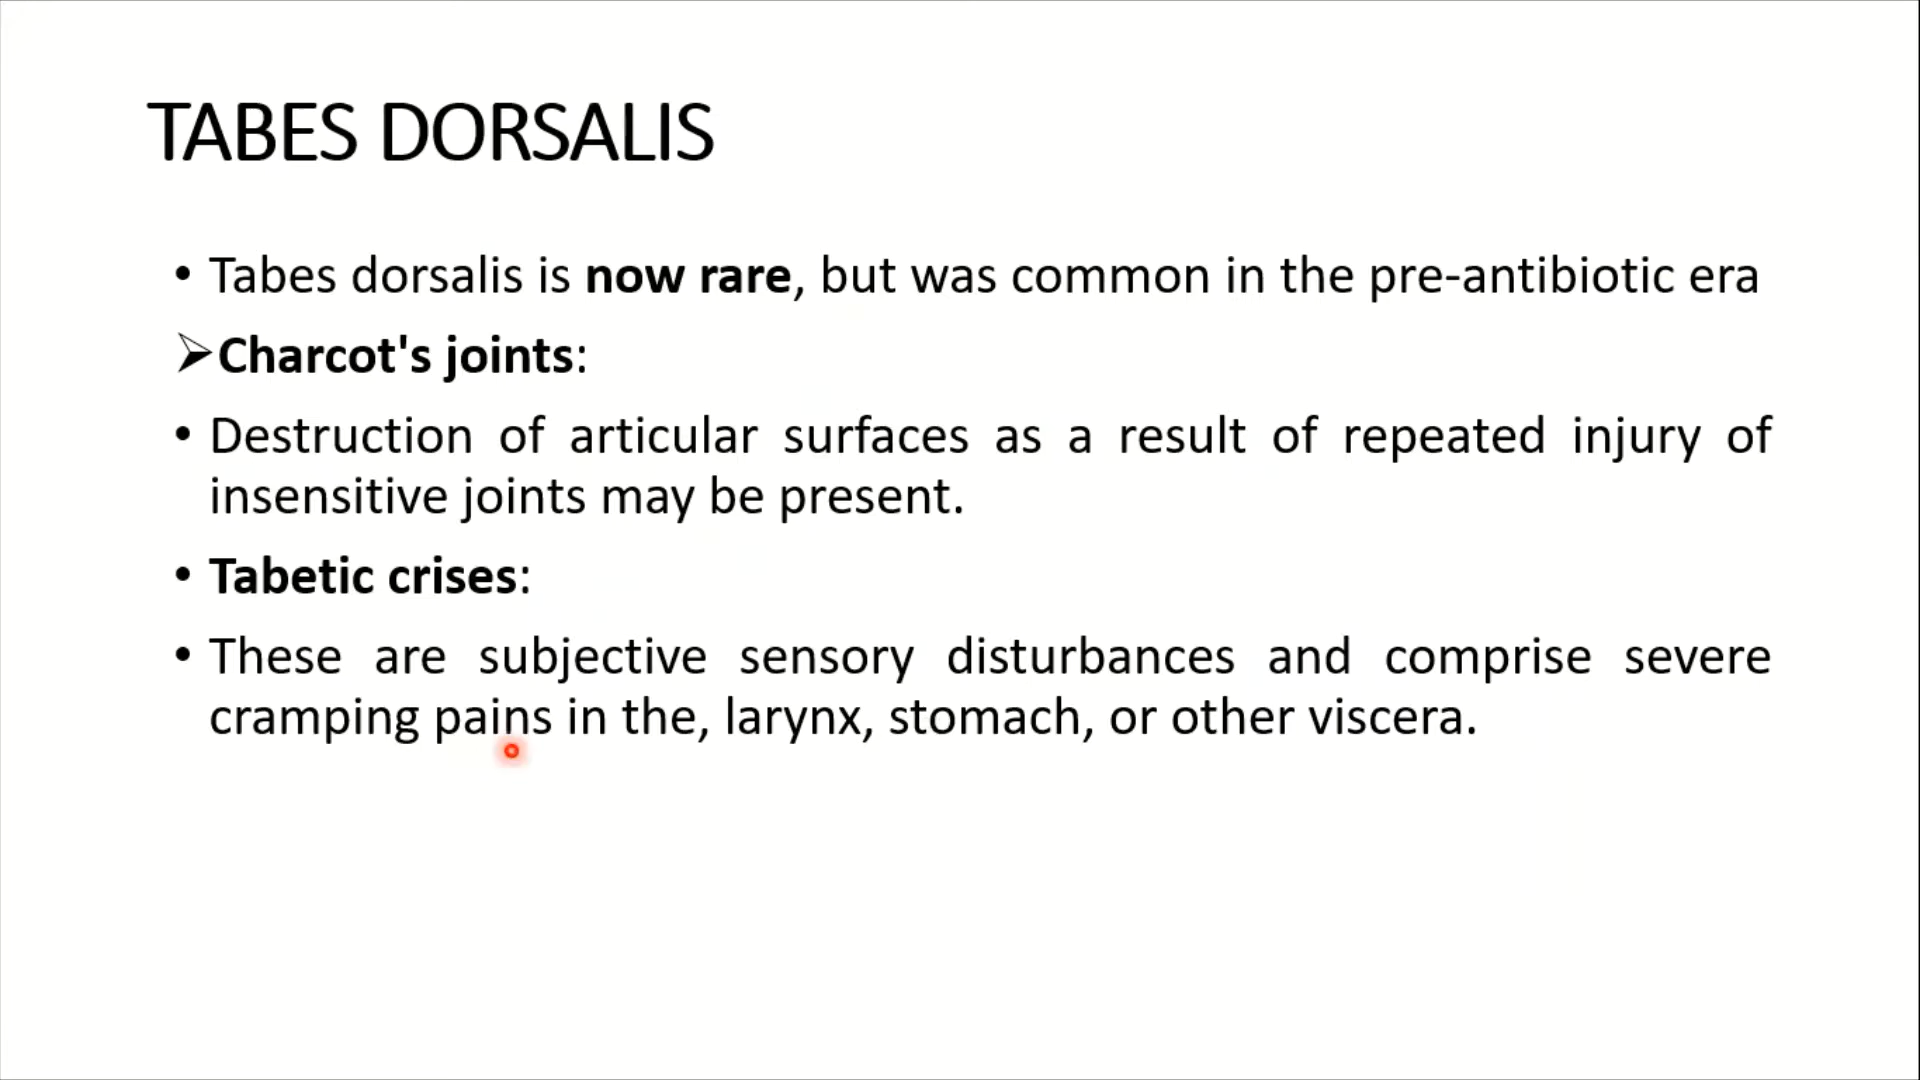 TABES DORSALIS
• Tabes dorsalis is now rare, but was common in the pre-antibiotic era
➢Charcot's joints:
• Destruction of articular surfaces as a result of repeated injury of
insensitive joints may be present.
• Tabetic crises:
• These are subjective sensory disturbances and comprise severe
cramping pains in the, larynx, stomach, or other viscera.